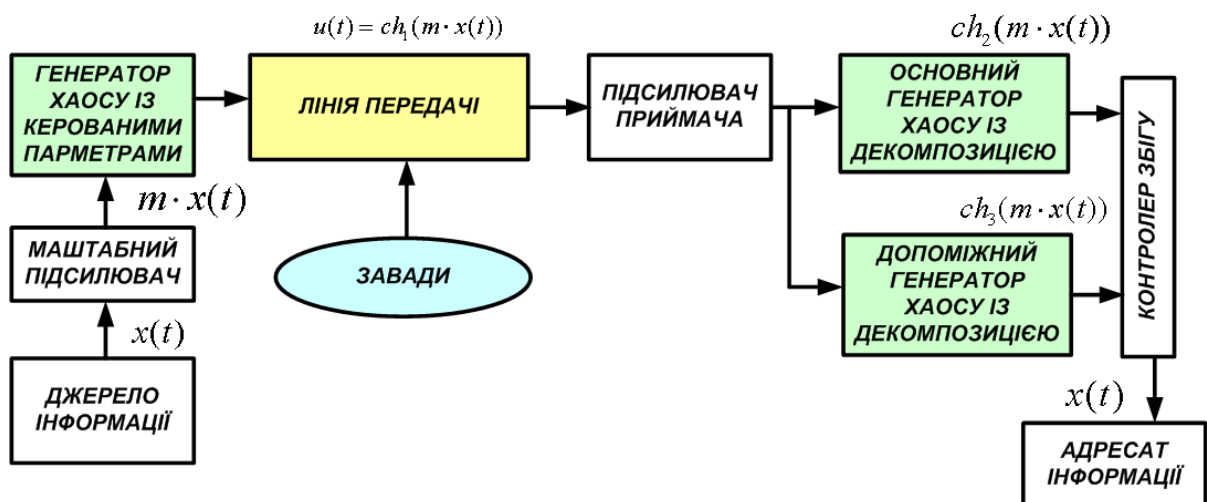 u(t) = ch₁(m · x(t))
ГЕНЕРАТОР
ХАОСУ ІЗ
КЕРОВАНИМИ
ПАРМЕТРАМИ
m · x(t)
МАШТАБНИЙ
ПІДСИЛЮВАЧ
x(t)
ДЖЕРЕЛО
ІНФОРМАЦІЇ
ЛІНІЯ ПЕРЕДАЧІ
ЗАВАДИ
ПІДСИЛЮВАЧ
ПРИЙМАЧА
ch₂(m · x(t))
ОСНОВНИЙ
ГЕНЕРАТОР
ХАОСУ ІЗ
ДЕКОМПОЗИЦІЄЮ
ch₃(m · x(t))
ДОПОМІЖНИЙ
ГЕНЕРАТОР
ХАОСУ ІЗ
ДЕКОМПОЗИЦІЄЮ
КОНТРОЛЕР ЗБІГУ
x(t)
АДРЕСАТ
ІНФОРМАЦІЇ